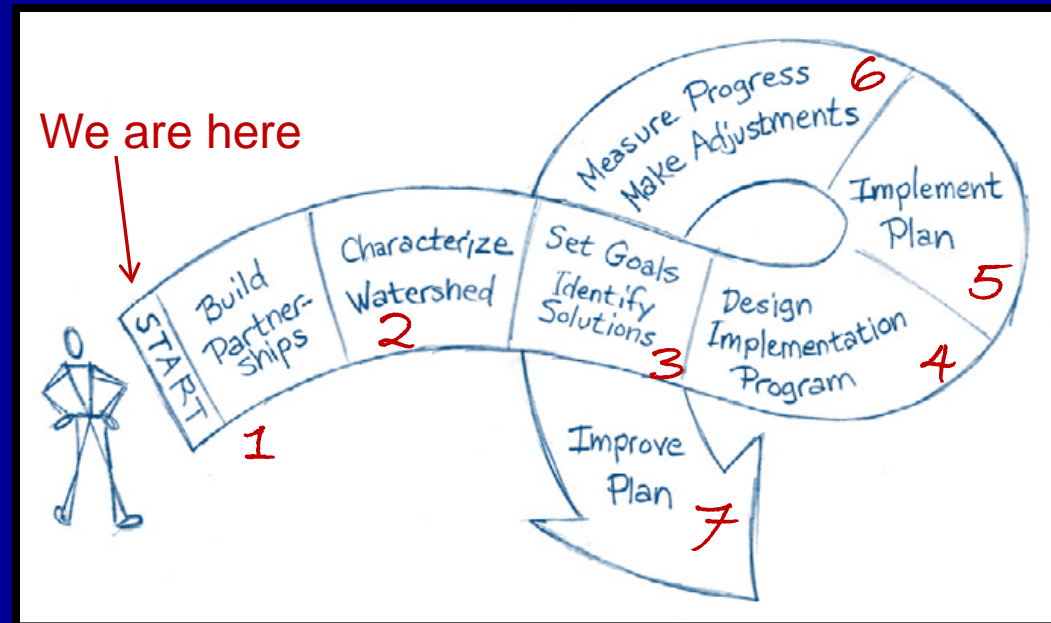 We are here
START
Build
Partner-
ships
1
Characterize
Watershed
2
Set Goals
Identify
Solutions
3
Design
Implementation
Program
4
Implement
Plan
5
Measure Progress
Make Adjustments
6
Improve
Plan
7